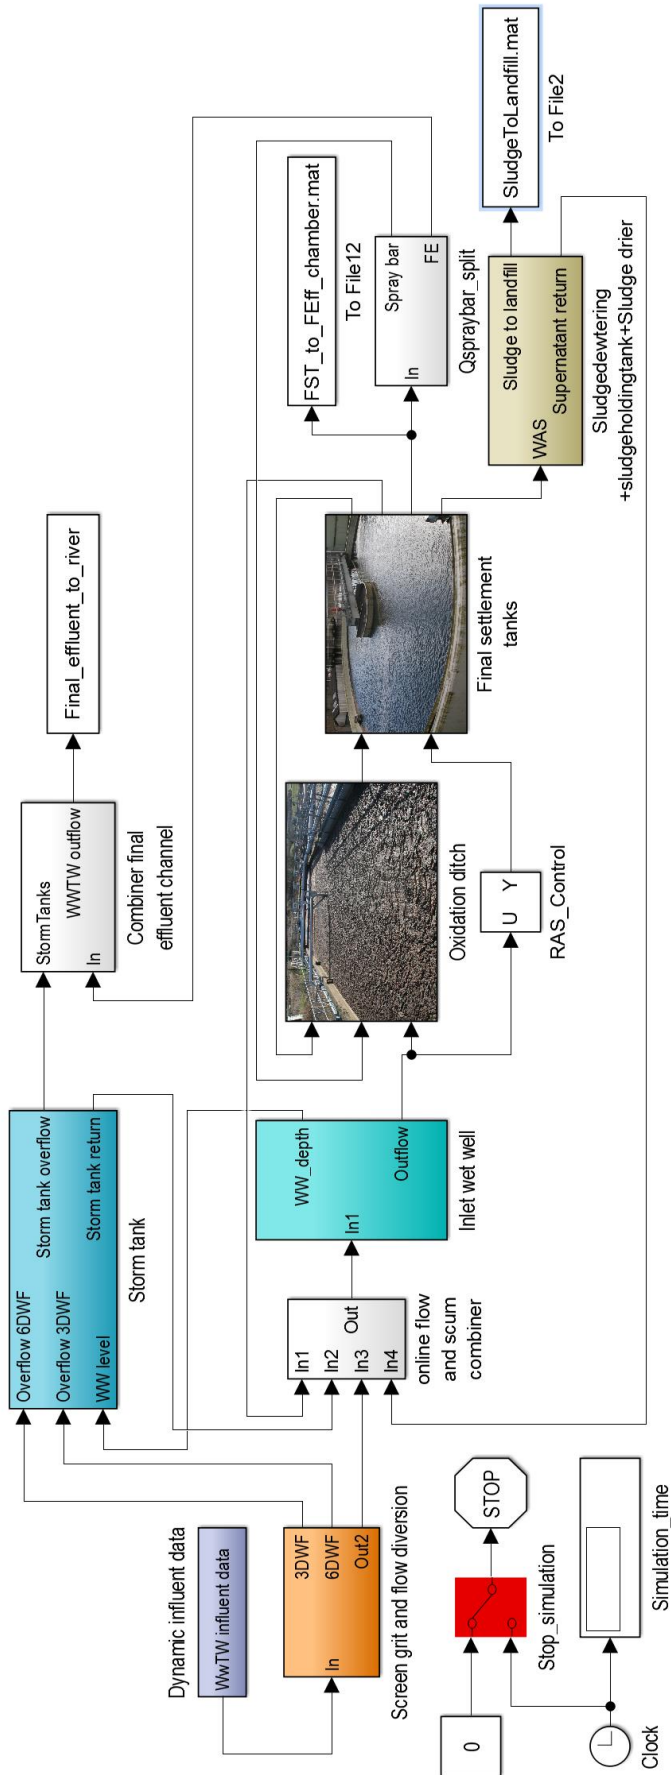 Dynamic influent data
WwTW influent data
In
3DWF
6DWF
Out2
Screen grit and flow diversion
Overflow 6DWF
Overflow 3DWF
WW level
Storm tank overflow
Storm tank return
Storm tank
StormTanks
In
WWTW outflow
Combiner final
effluent channel
Final_effluent_to_river
In1
In2
In3
In4
Out
online flow
and scum
combiner
In1
WW_depth
Outflow
Inlet wet well
Oxidation ditch
U
Y
RAS_Control
Final settlement
tanks
FST_to_FEff_chamber.mat
To File12
In
Spray bar
FE
Qspraybar_split
WAS
Sludge to landfill
Supernatant return
Sludgedewtering
+sludgeholdingtank+Sludge drier
SludgeToLandfill.mat
To File2
0
Stop_simulation
STOP
Clock
Simulation_time